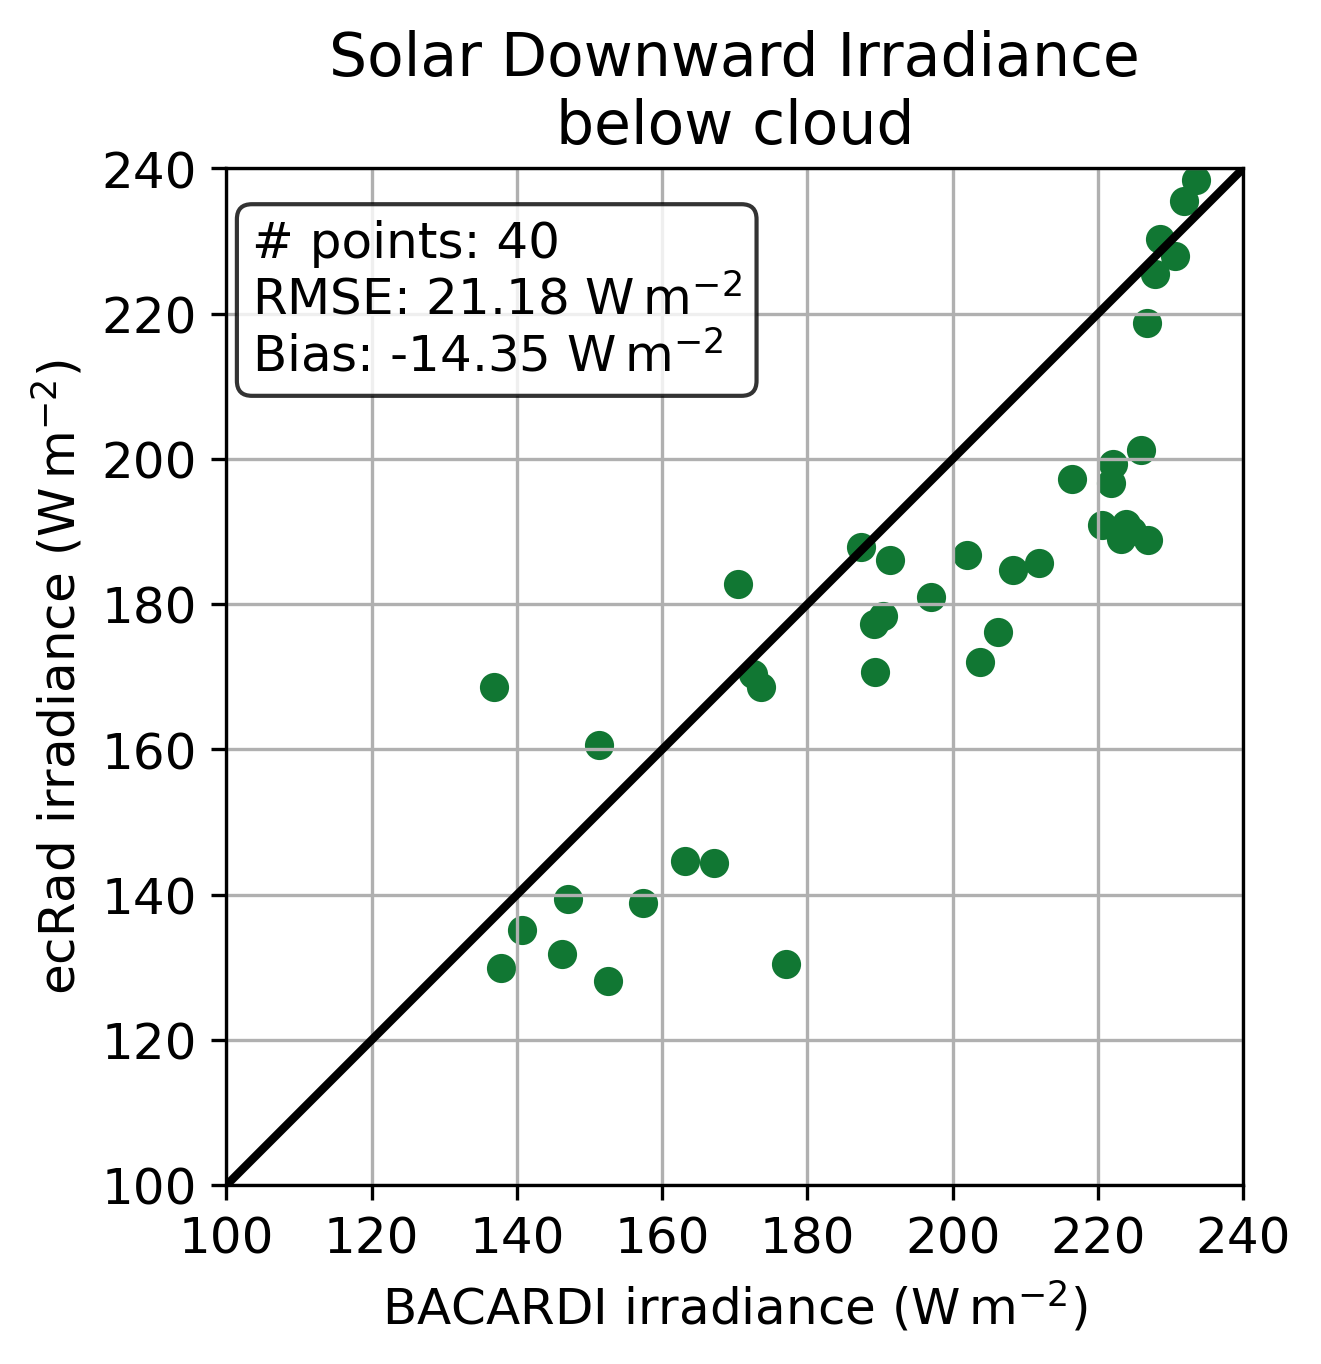 Solar Downward Irradiance
below cloud
# points: 40
RMSE: 21.18 W m⁻²
Bias: -14.35 W m⁻²
ecRad irradiance (W m⁻²)
240
220
200
180
160
140
120
100
100 120 140 160 180 200 220 240
BACARDI irradiance (W m⁻²)